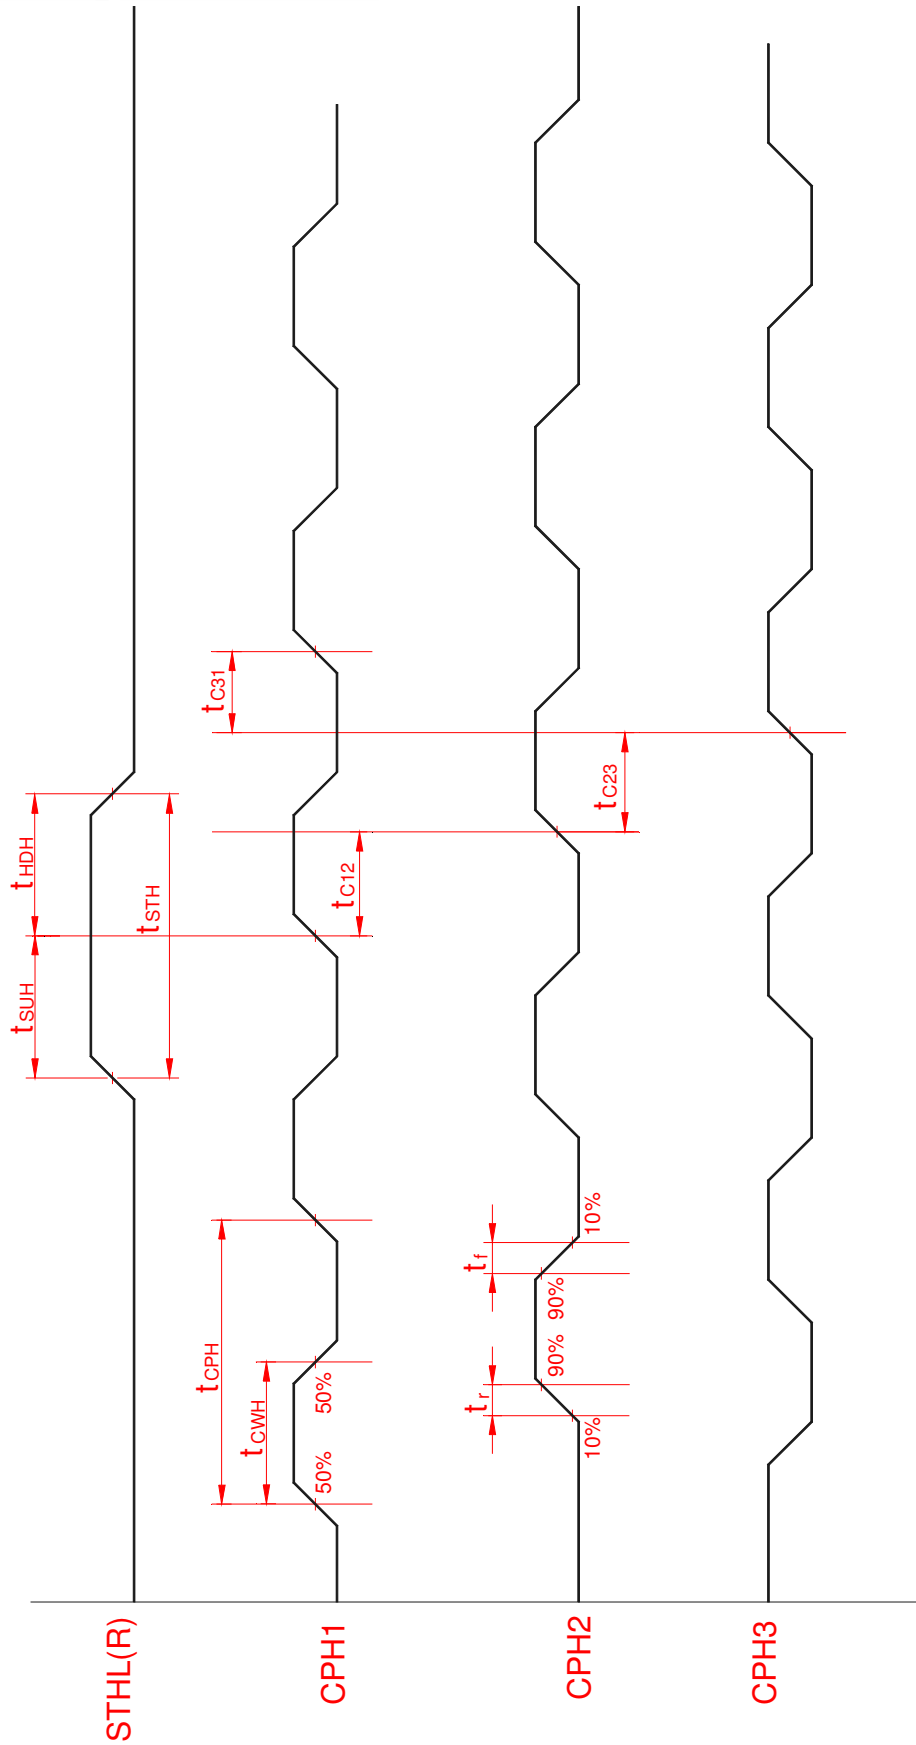 STHL(R)
tSUH
tHDH
tSTH
CPH1
tCPH
tCWH
50%
50%
tC12
tC31
CPH2
tr
tf
10%
90%
90%
10%
tC23
CPH3